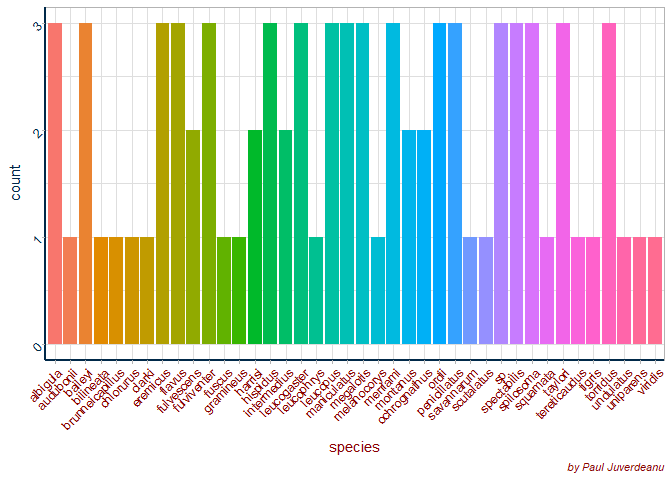 3
2
1
0
count
albigula
audubonii
baileyi
bilineata
brunneicapillus
chlorurus
clarki
eremicus
flavus
fulvescens
fulviventer
fuscus
gramineus
harrisi
hispidus
intermedius
leucogaster
leucophrys
leucopus
maniculatus
megalotis
melanocorys
merriami
montanus
ochrognathus
ordii
penicillatus
savannarum
scutalatus
sp.
spectabilis
spilosoma
squamata
taylori
tereticaudus
tigris
torridus
undulatus
uniparens
viridis
species
by Paul Juverdeanu